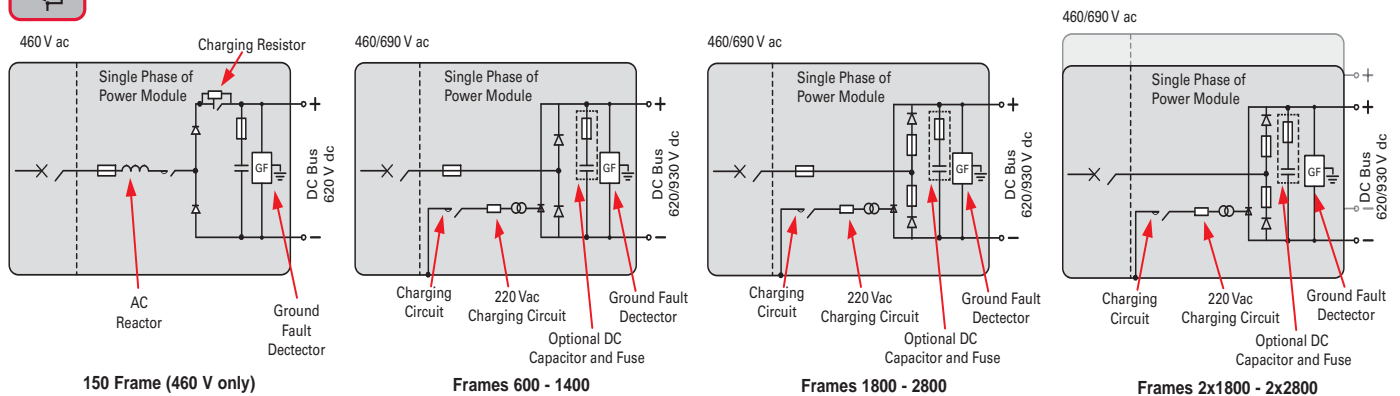 460 V ac
Charging Resistor
Single Phase of
Power Module
GF
+
DC Bus
620 V dc
–
AC
Reactor
Ground
Fault
Dectector
150 Frame (460 V only)
460/690 V ac
Single Phase of
Power Module
GF
+
DC Bus
620/930 V dc
–
Charging
Circuit
220 Vac
Charging Circuit
Ground Fault
Dectector
Optional DC
Capacitor and Fuse
Frames 600 - 1400
460/690 V ac
Single Phase of
Power Module
GF
+
DC Bus
620/930 V dc
–
Charging
Circuit
220 Vac
Charging Circuit
Ground Fault
Dectector
Optional DC
Capacitor and Fuse
Frames 1800 - 2800
460/690 V ac
Single Phase of
Power Module
GF
+
+
DC Bus
620/930 V dc
–
–
Charging
Circuit
220 Vac
Charging Circuit
Ground Fault
Dectector
Optional DC
Capacitor and Fuse
Frames 2x1800 - 2x2800